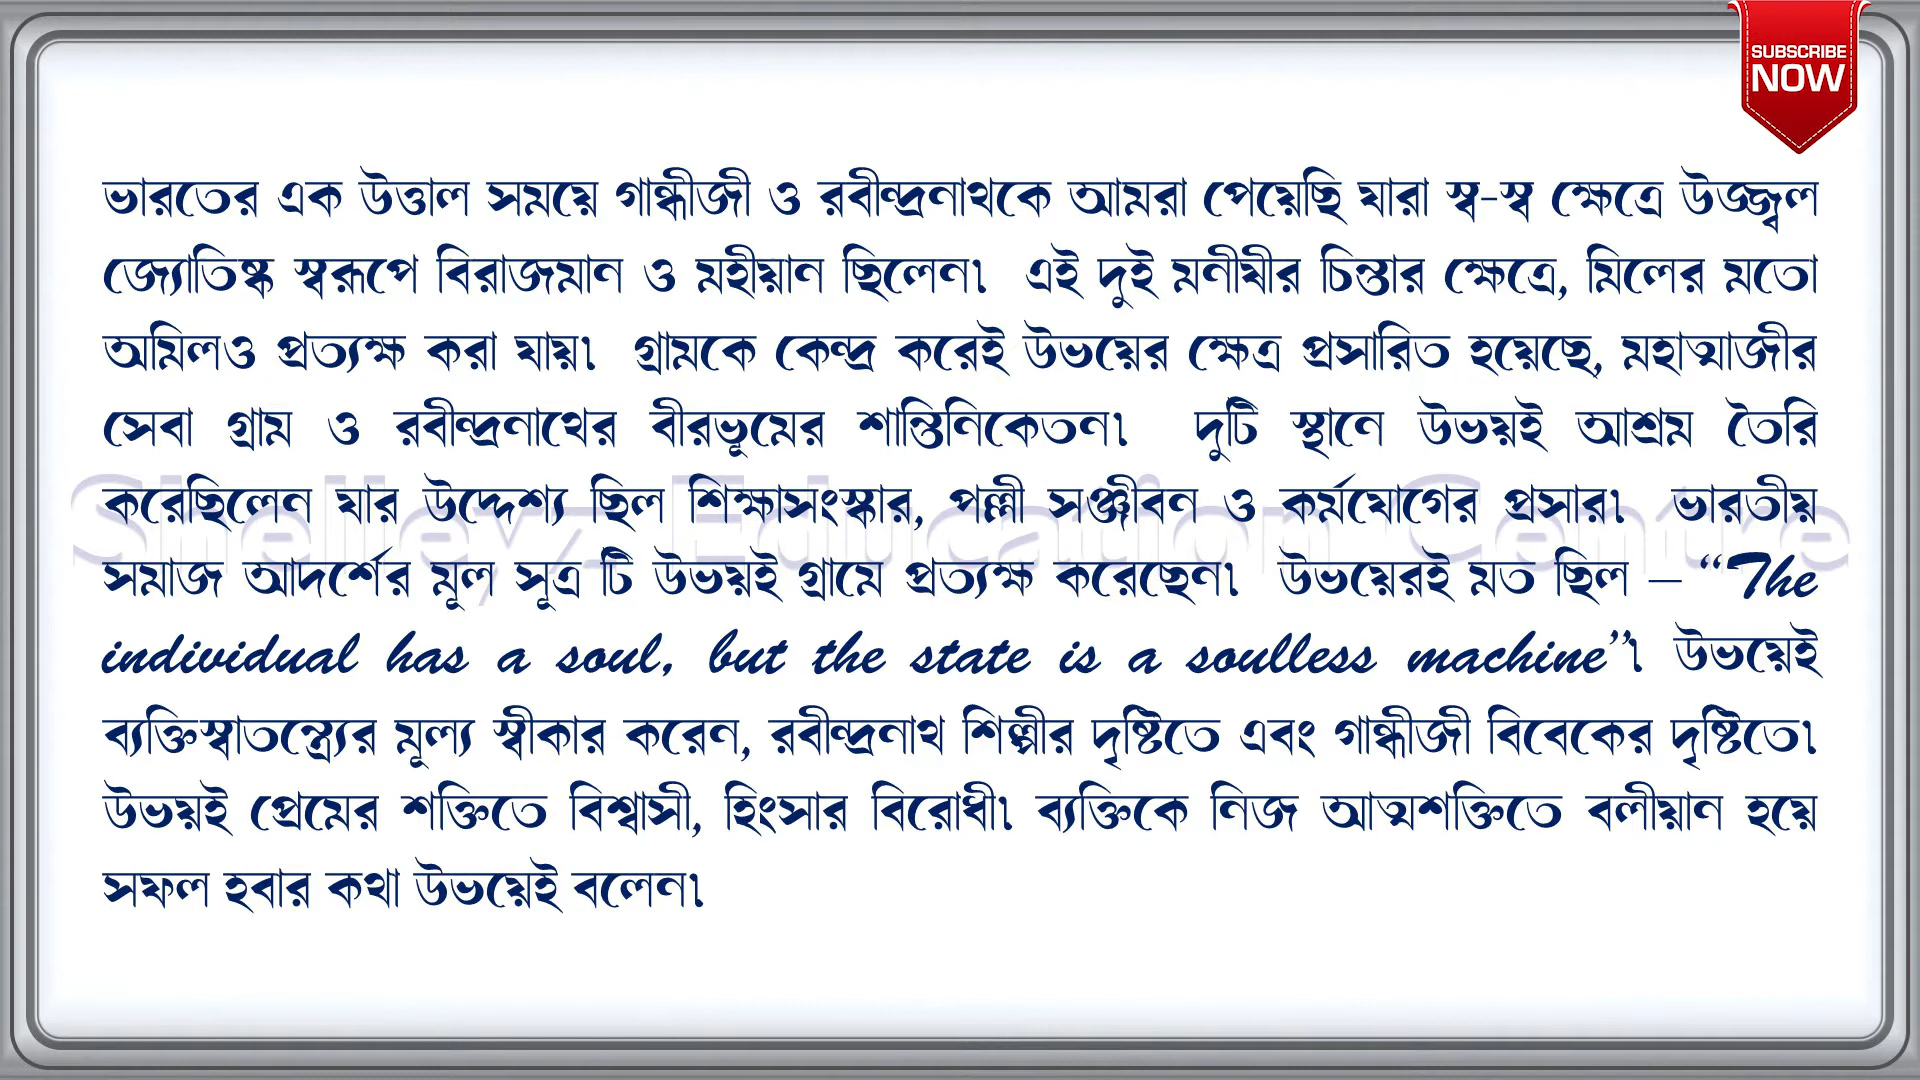 SUBSCRIBE
NOW
ভারতের এক উত্তাল সময়ে গান্ধীজী ও রবীন্দ্রনাথকে আমরা পেয়েছি যারা স্ব-স্ব ক্ষেত্রে উজ্জ্বল
জ্যোতিষ্ক স্বরূপে বিরাজমান ও মহীয়ান ছিলেন। এই দুই মনীষীর চিন্তার ক্ষেত্রে, মিলের মতো
অমিলও প্রত্যক্ষ করা যায়। গ্রামকে কেন্দ্র করেই উভয়ের ক্ষেত্র প্রসারিত হয়েছে, মহাত্মাজীর
সেবা গ্রাম ও রবীন্দ্রনাথের বীরভূমের শান্তিনিকেতন। দুটি স্থানে উভয়ই আশ্রম তৈরি
করেছিলেন যার উদ্দেশ্য ছিল শিক্ষাসংস্কার, পল্লী সঞ্জীবন ও কর্মযোগের প্রসার। ভারতীয়
Shelleyz Education Centre
সমাজ আদর্শের মূল সূত্র টি উভয়ই গ্রামে প্রত্যক্ষ করেছেন। উভয়েরই মত ছিল – “The
individual has a soul, but the state is a soulless machine”। উভয়েই
ব্যক্তিস্বাতন্ত্র্যের মূল্য স্বীকার করেন, রবীন্দ্রনাথ শিল্পীর দৃষ্টিতে এবং গান্ধীজী বিবেকের দৃষ্টিতে।
উভয়ই প্রেমের শক্তিতে বিশ্বাসী, হিংসার বিরোধী। ব্যক্তিকে নিজ আত্মশক্তিতে বলীয়ান হয়ে
সফল হবার কথা উভয়েই বলেন।